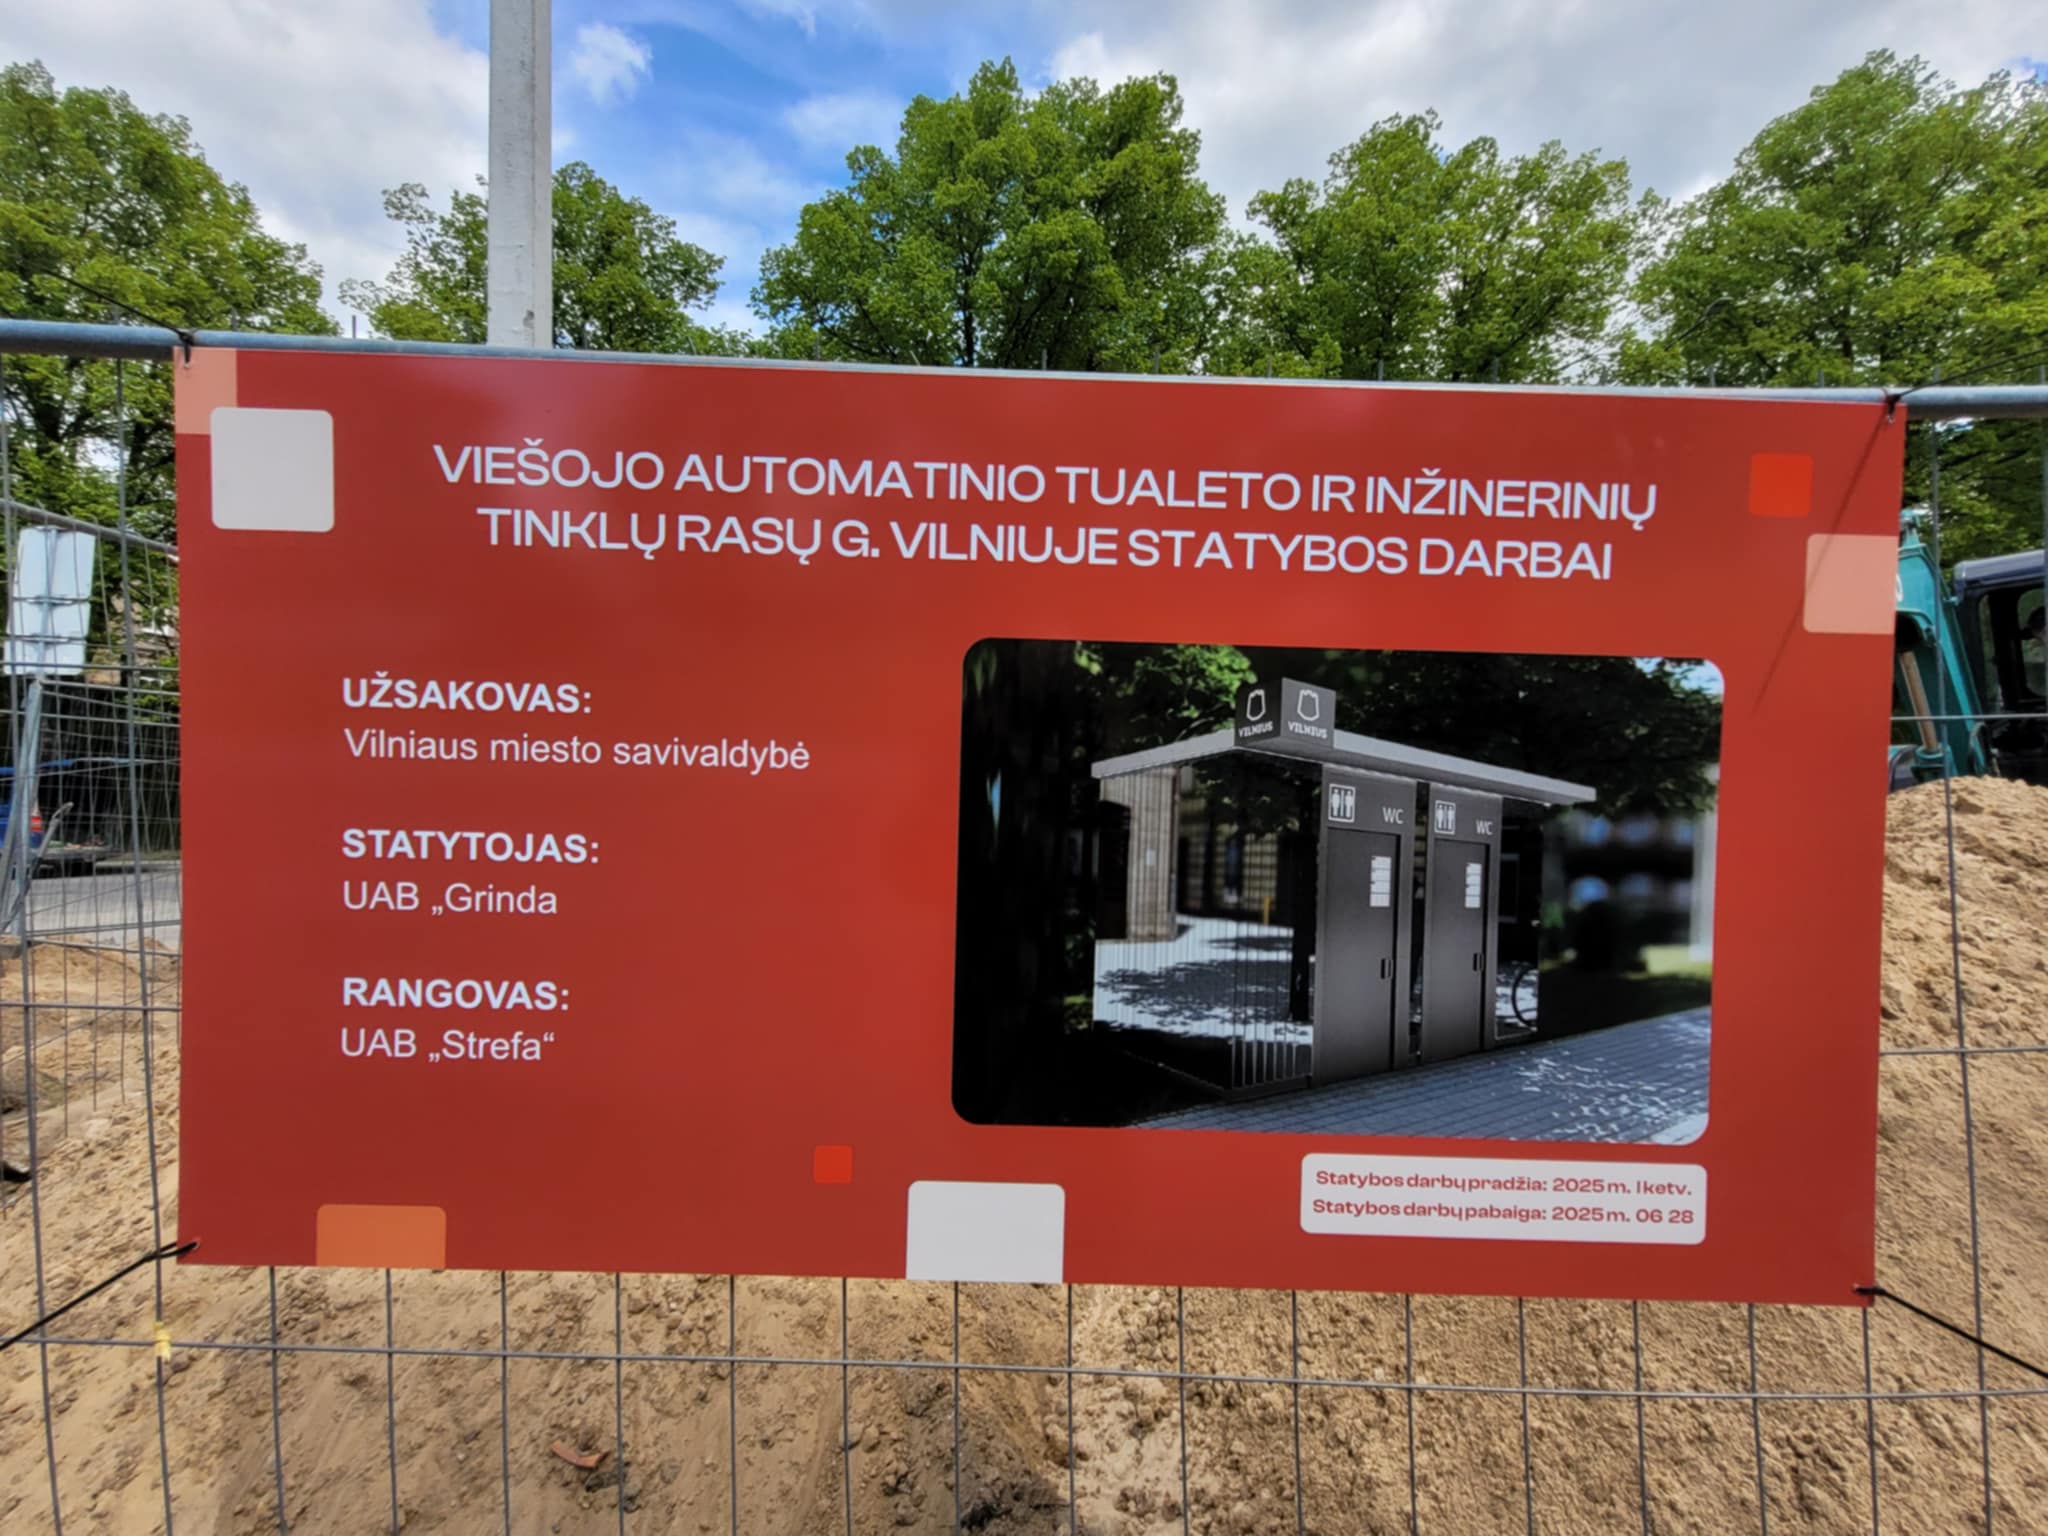 VIEŠOJO AUTOMATINIO TUALETO IR INŽINERINIŲ
TINKLŲ RASŲ G. VILNIUJE STATYBOS DARBAI
UŽSAKOVAS:
Vilniaus miesto savivaldybė
STATYTOJAS:
UAB „Grinda
RANGOVAS:
UAB „Strefa“
VILNIUS
VILNIUS
WC
WC
Statybos darbų pradžia: 2025 m. I ketv.
Statybos darbų pabaiga: 2025 m. 06 28